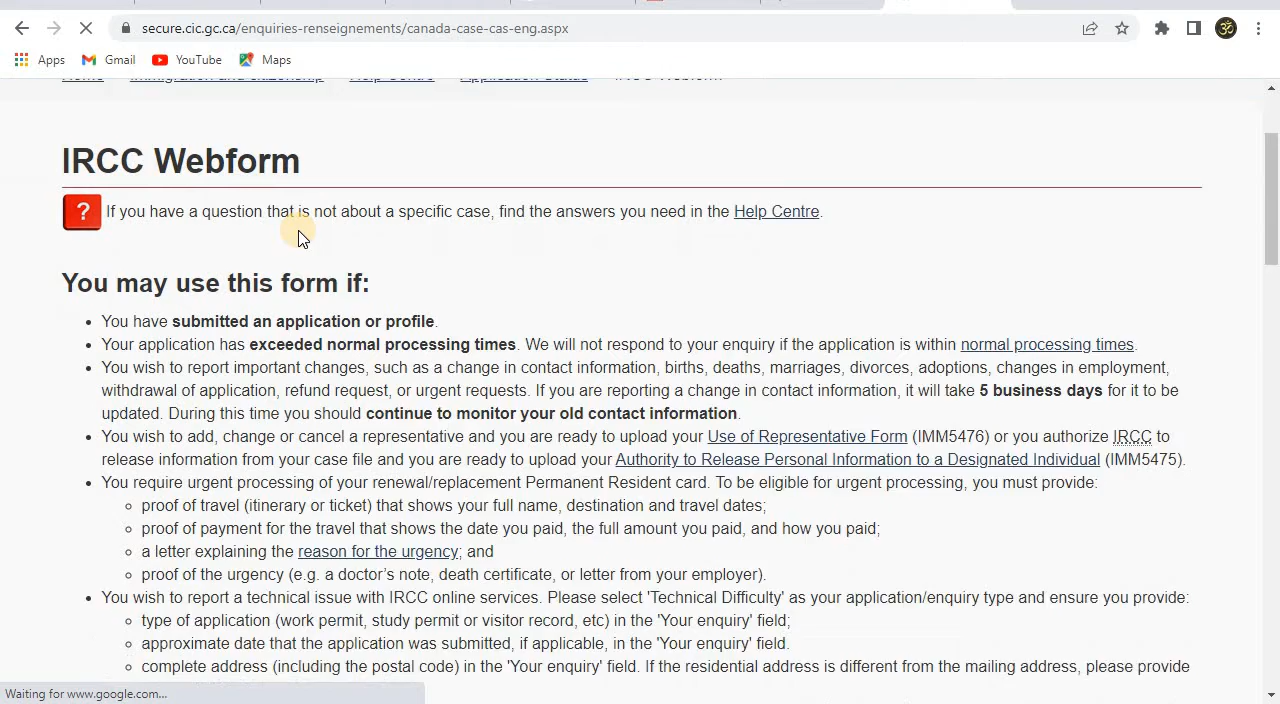 secure.cic.gc.ca/enquiries-renseignements/canada-case-cas-eng.aspx
Apps Gmail YouTube Maps
Home Immigration and citizenship Help Centre Application Status IRCC Webform
IRCC Webform
? If you have a question that is not about a specific case, find the answers you need in the Help Centre.
You may use this form if:
• You have submitted an application or profile.
• Your application has exceeded normal processing times. We will not respond to your enquiry if the application is within normal processing times.
• You wish to report important changes, such as a change in contact information, births, deaths, marriages, divorces, adoptions, changes in employment,
withdrawal of application, refund request, or urgent requests. If you are reporting a change in contact information, it will take 5 business days for it to be
updated. During this time you should continue to monitor your old contact information.
• You wish to add, change or cancel a representative and you are ready to upload your Use of Representative Form (IMM5476) or you authorize IRCC to
release information from your case file and you are ready to upload your Authority to Release Personal Information to a Designated Individual (IMM5475).
• You require urgent processing of your renewal/replacement Permanent Resident card. To be eligible for urgent processing, you must provide:
◦ proof of travel (itinerary or ticket) that shows your full name, destination and travel dates;
◦ proof of payment for the travel that shows the date you paid, the full amount you paid, and how you paid;
◦ a letter explaining the reason for the urgency; and
◦ proof of the urgency (e.g. a doctor's note, death certificate, or letter from your employer).
• You wish to report a technical issue with IRCC online services. Please select 'Technical Difficulty' as your application/enquiry type and ensure you provide:
◦ type of application (work permit, study permit or visitor record, etc) in the 'Your enquiry' field;
◦ approximate date that the application was submitted, if applicable, in the 'Your enquiry' field.
◦ complete address (including the postal code) in the 'Your enquiry' field. If the residential address is different from the mailing address, please provide
Waiting for www.google.com...